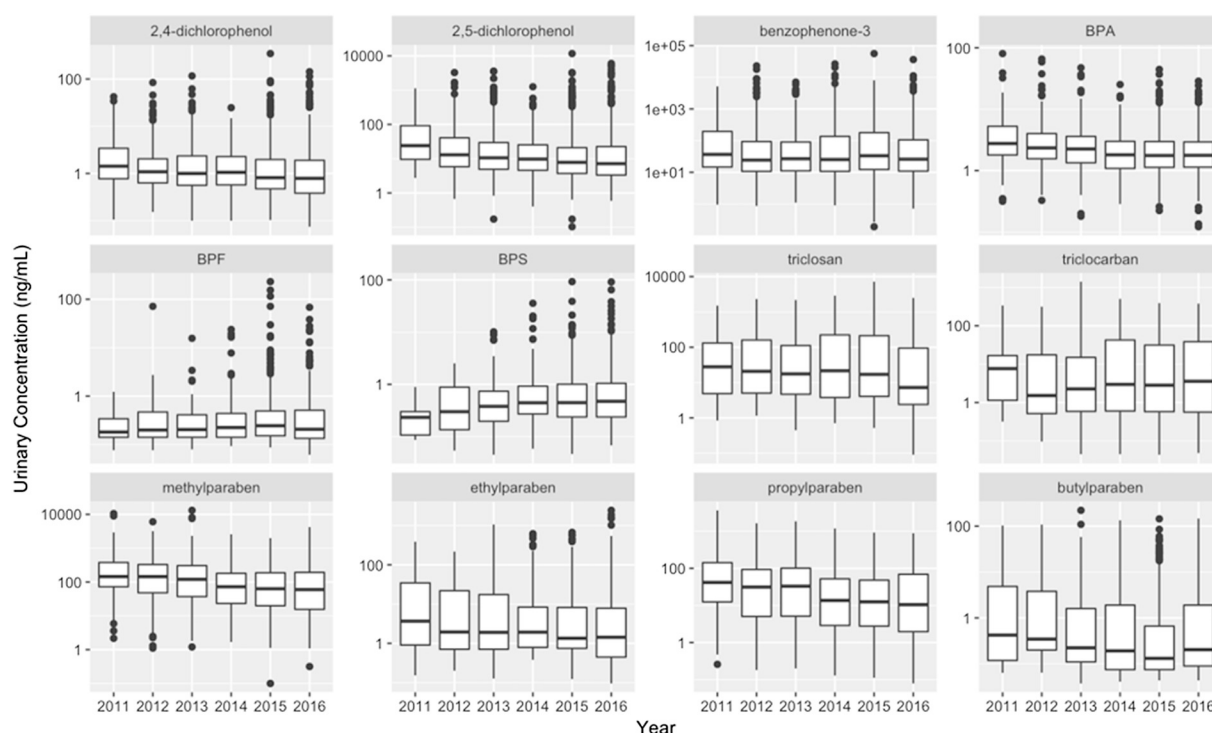 2,4-dichlorophenol 2,5-dichlorophenol benzophenone-3 BPA
100
1
10000
100
1
1e+05
1e+03
1e+01
100
1
BPF BPS triclosan triclocarban
100
1
100
1
10000
100
1
100
1
methylparaben ethylparaben propylparaben butylparaben
10000
100
1
100
1
100
1
100
1
2011 2012 2013 2014 2015 2016 2011 2012 2013 2014 2015 2016 2011 2012 2013 2014 2015 2016 2011 2012 2013 2014 2015 2016
Year
Urinary Concentration (ng/mL)